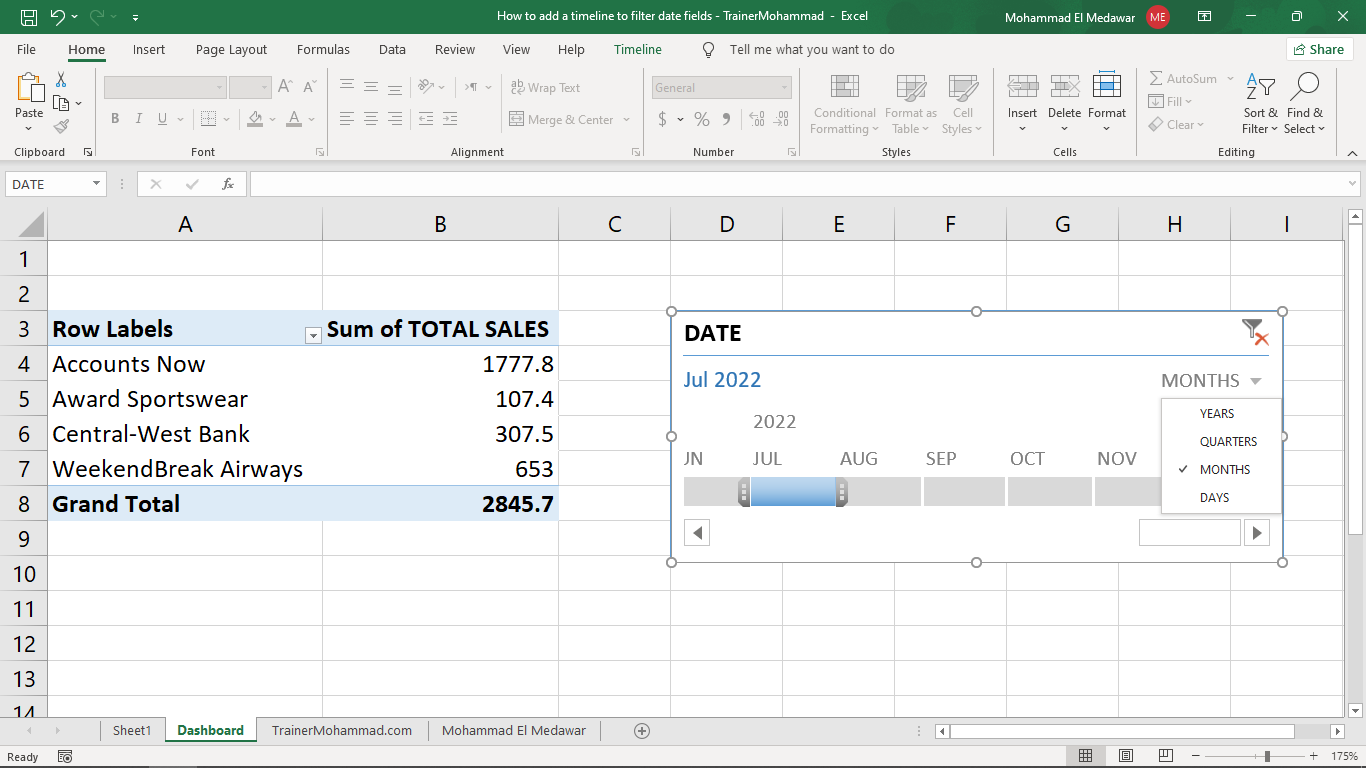 How to add a timeline to filter date fields - TrainerMohammad - Excel
Mohammad El Medawar ME
File Home Insert Page Layout Formulas Data Review View Help Timeline Tell me what you want to do Share
Paste
Clipboard
B I U A
Font
ab Wrap Text
Merge & Center
Alignment
General
$ % 9
Number
Conditional Formatting
Format as Table
Cell Styles
Styles
Insert Delete Format
Cells
AutoSum
Fill
Clear
Sort & Filter
Find & Select
Editing
DATE fx
A B C D E F G H I
1
2
3 Row Labels Sum of TOTAL SALES
4 Accounts Now 1777.8
5 Award Sportswear 107.4
6 Central-West Bank 307.5
7 WeekendBreak Airways 653
8 Grand Total 2845.7
9
10
11
12
13
14
DATE
Jul 2022 MONTHS
2022
JN JUL AUG SEP OCT NOV
YEARS
QUARTERS
MONTHS
DAYS
Sheet1 Dashboard TrainerMohammad.com Mohammad El Medawar
Ready 175%